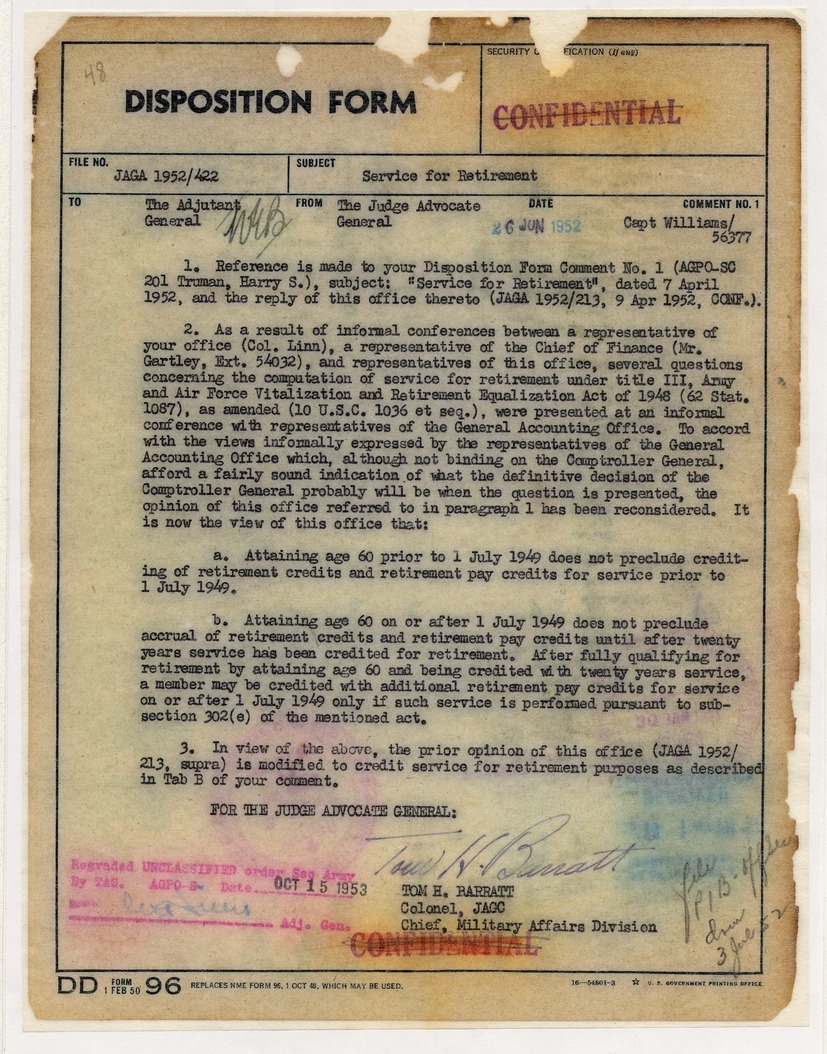 48
SECURITY C FICATION (If any)
DISPOSITION FORM
CONFIDENTIAL
FILE NO.
JAGA 1952/422
SUBJECT
Service for Retirement
TO
The Adjutant
General
FROM
The Judge Advocate
General
DATE
26 JUN 1952
COMMENT NO. 1
Capt Williams/
56377
1. Reference is made to your Disposition Form Comment No. 1 (AGPO-SC
201 Truman, Harry S.), subject: "Service for Retirement", dated 7 April
1952, and the reply of this office thereto (JAGA 1952/213, 9 Apr 1952, CONF.).
2. As a result of informal conferences between a representative of
your office (Col. Linn), a representative of the Chief of Finance (Mr.
Gartley, Ext. 54032), and representatives of this office, several questions
concerning the computation of service for retirement under title III, Army
and Air Force Vitalization and Retirement Equalization Act of 1948 (62 Stat.
1087), as amended (10 U.S.C. 1036 et seq.), were presented at an informal
conference with representatives of the General Accounting Office. To accord
with the views informally expressed by the representatives of the General
Accounting Office which, although not binding on the Comptroller General,
afford a fairly sound indication of what the definitive decision of the
Comptroller General probably will be when the question is presented, the
opinion of this office referred to in paragraph 1 has been reconsidered. It
is now the view of this office that:
a. Attaining age 60 prior to 1 July 1949 does not preclude credit-
ing of retirement credits and retirement pay credits for service prior to
1 July 1949.
b. Attaining age 60 on or after 1 July 1949 does not preclude
accrual of retirement credits and retirement pay credits until after twenty
years service has been credited for retirement. After fully qualifying for
retirement by attaining age 60 and being credited with twenty years service,
a member may be credited with additional retirement pay credits for service
on or after 1 July 1949 only if such service is performed pursuant to sub-
section 302(e) of the mentioned act.
3. In view of the above, the prior opinion of this office (JAGA 1952/
213, supra) is modified to credit service for retirement purposes as described
in Tab B of your comment.
FOR THE JUDGE ADVOCATE GENERAL:
Tom H. Barratt
TOM H. BARRATT
Colonel, JAGC
Chief, Military Affairs Division
Regraded UNCLASSIFIED order Sec Army
By TAG. AGPO-S Date OCT 15 1953
Adj. Gen.
CONFIDENTIAL
file
3 Jul 52
DD FORM 1 FEB 50 96 REPLACES NME FORM 96, 1 OCT 48, WHICH MAY BE USED.
16—54801-3 ☆ U. S. GOVERNMENT PRINTING OFFICE